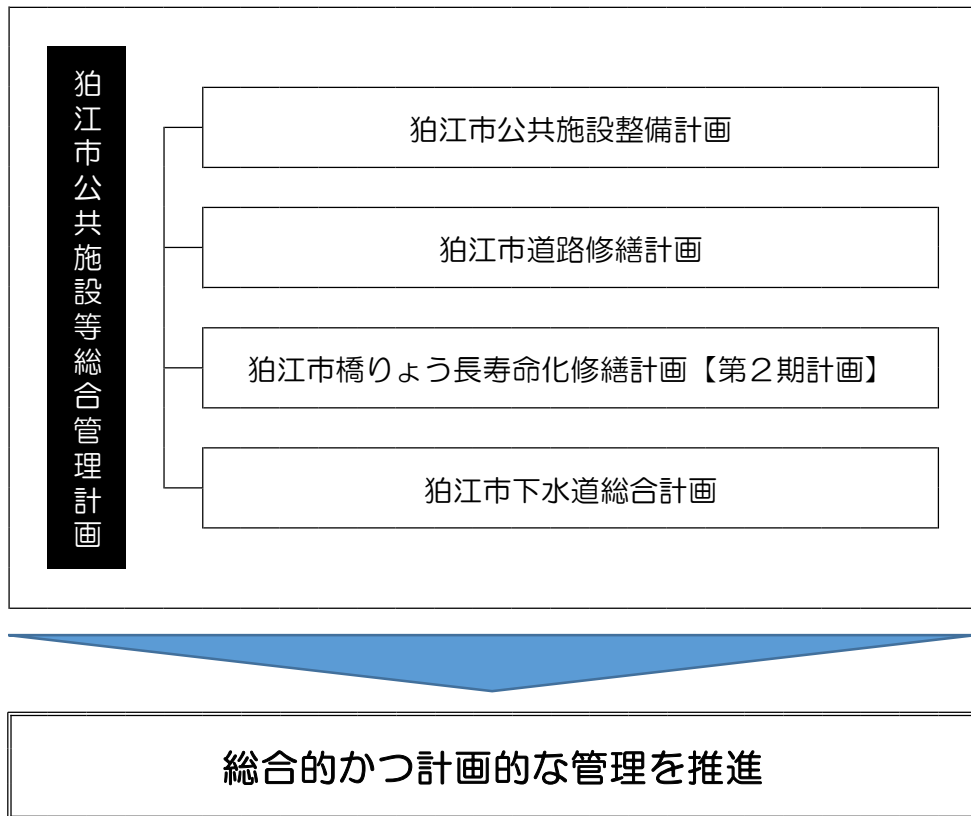 狛江市公共施設等総合管理計画
狛江市公共施設整備計画
狛江市道路修繕計画
狛江市橋りょう長寿命化修繕計画【第２期計画】
狛江市下水道総合計画
総合的かつ計画的な管理を推進